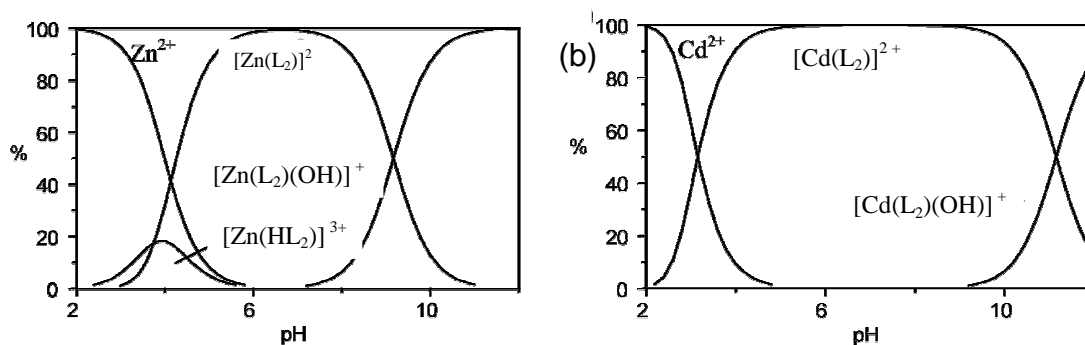 100
80
60
%
40
20
0
Zn²⁺
[Zn(L₂)]²
[Zn(L₂)(OH)]⁺
[Zn(HL₂)]³⁺
2
6
10
pH
(b)
100
80
60
%
40
20
0
Cd²⁺
[Cd(L₂)]²⁺
[Cd(L₂)(OH)]⁺
2
6
10
pH